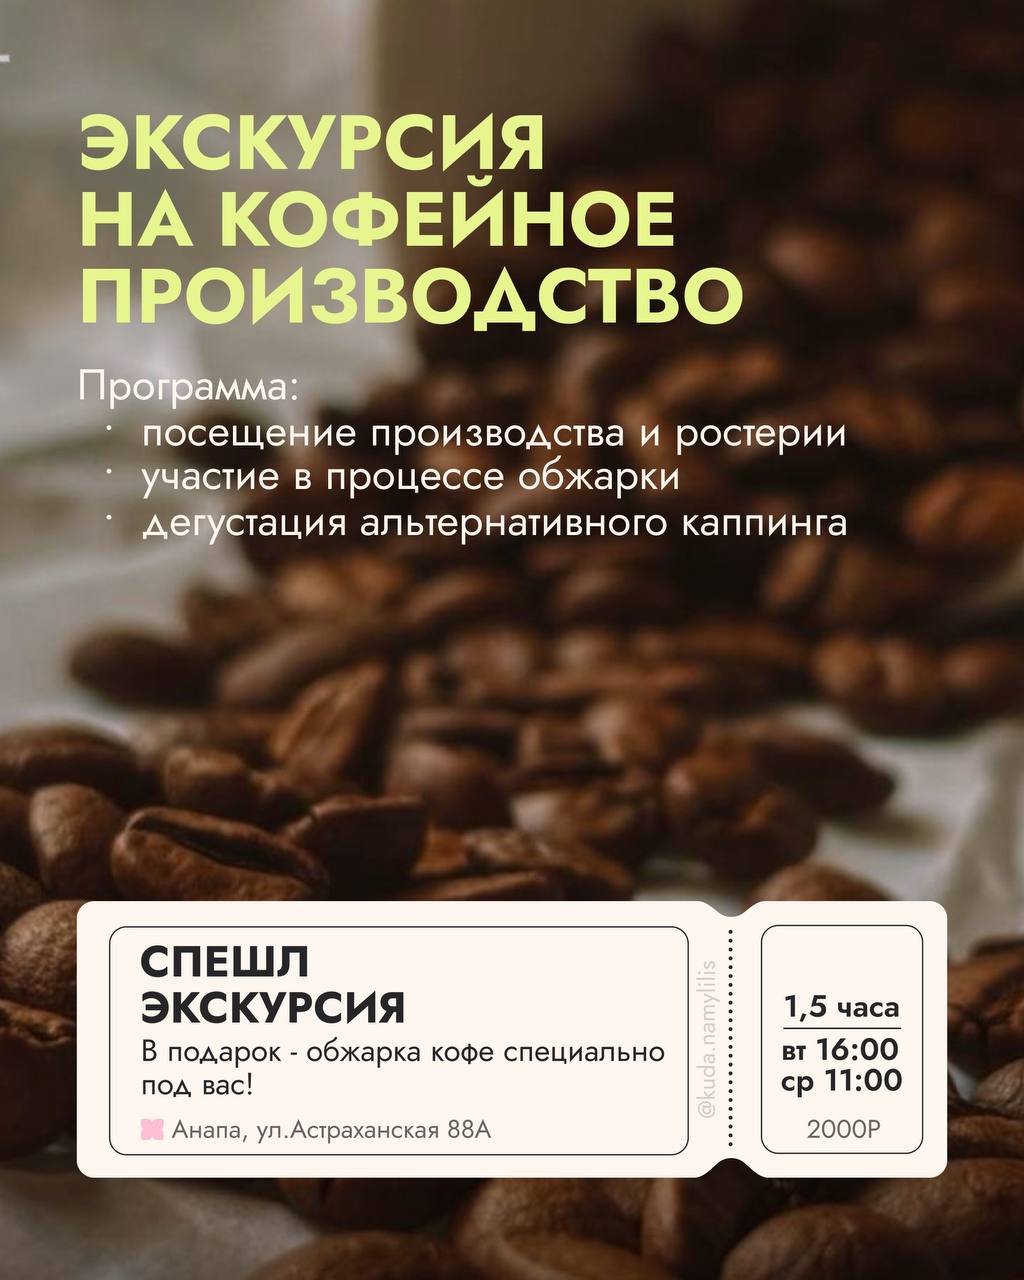 ЭКСКУРСИЯ
НА КОФЕЙНОЕ
ПРОИЗВОДСТВО
Программа:
· посещение производства и ростерии
· участие в процессе обжарки
· дегустация альтернативного каппинга
СПЕШЛ
ЭКСКУРСИЯ
В подарок - обжарка кофе специально
под вас!
Анапа, ул.Астраханская 88А
@kuda.namylilis
1,5 часа
вт 16:00
ср 11:00
2000Р